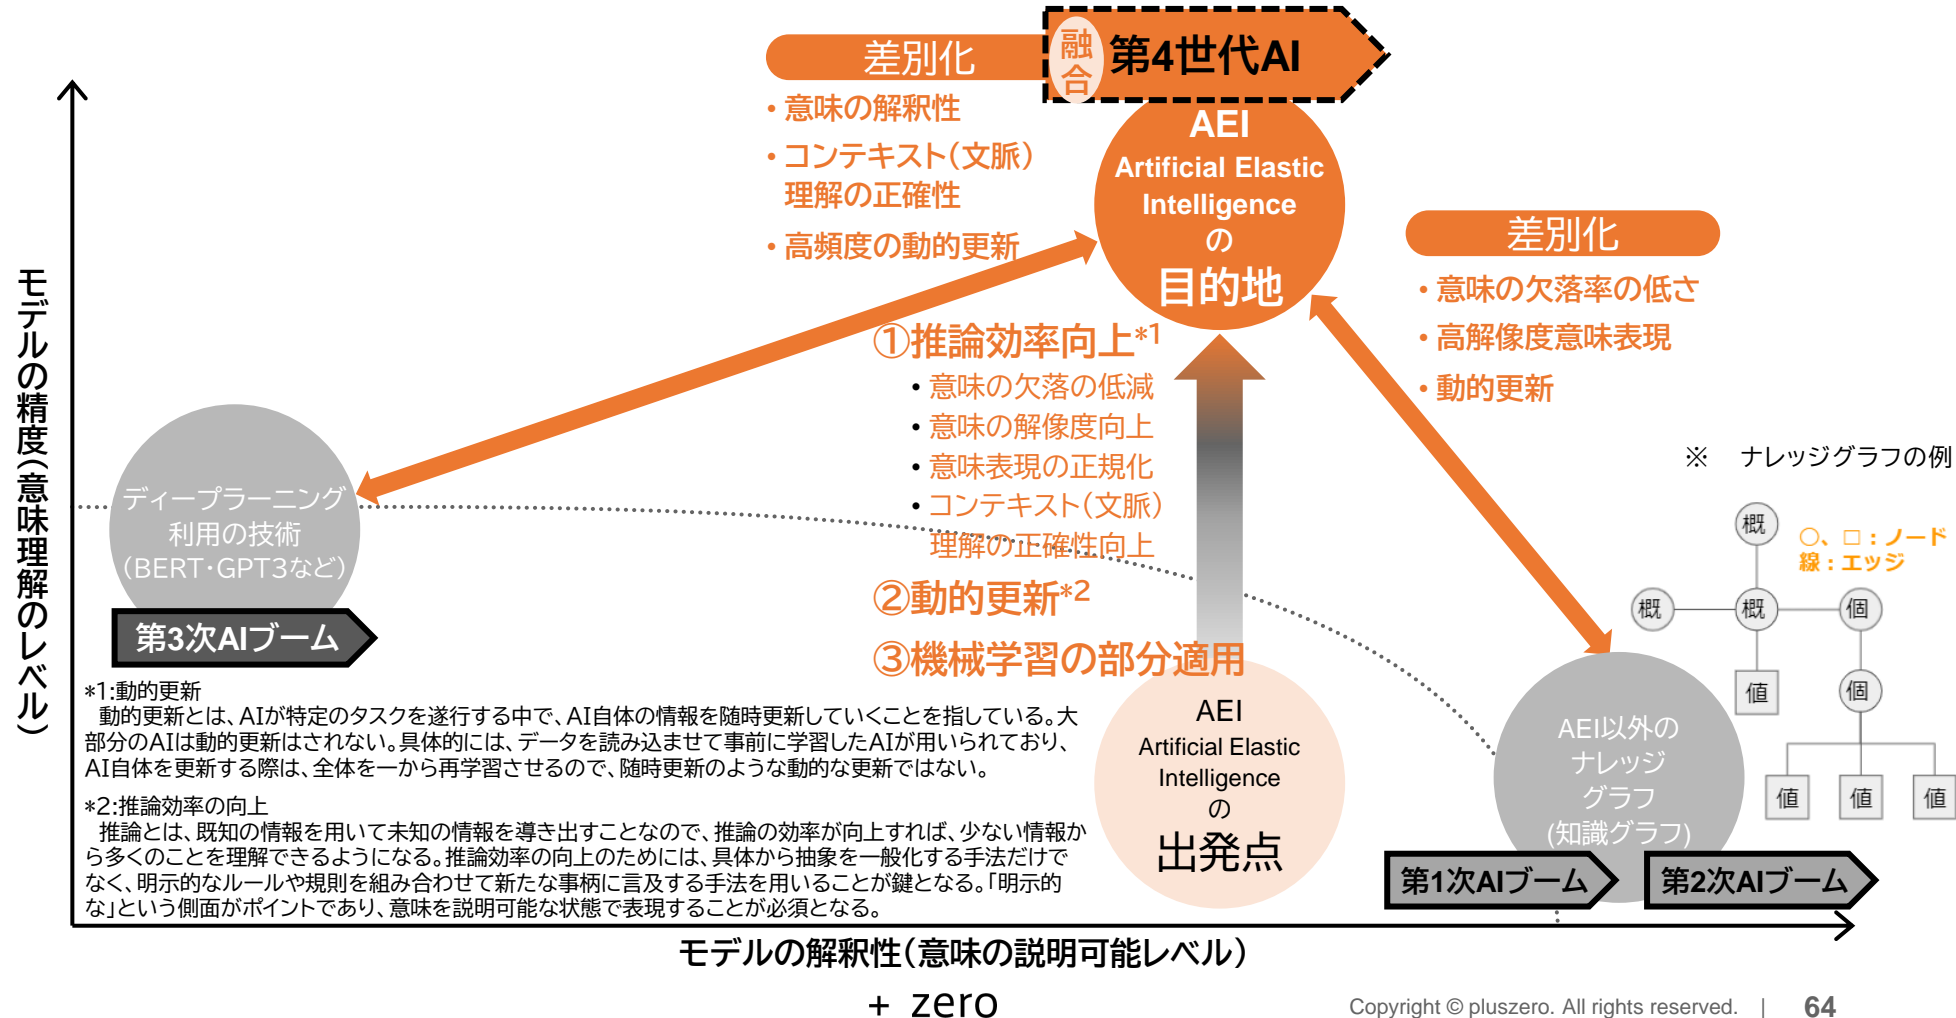 差別化
融合
第4世代AI
・意味の解釈性
・コンテキスト（文脈）
理解の正確性
・高頻度の動的更新
AEI
Artificial Elastic
Intelligence
の
目的地
差別化
・意味の欠落率の低さ
・高解像度意味表現
・動的更新
モデルの精度（意味理解のレベル）
①推論効率向上*1
• 意味の欠落の低減
• 意味の解像度向上
• 意味表現の正規化
• コンテキスト（文脈）
理解の正確性向上
②動的更新*2
③機械学習の部分適用
ディープラーニング
利用の技術
（BERT・GPT3など）
第3次AIブーム
※ ナレッジグラフの例
概
〇、□：ノード
線：エッジ
概
概
個
値
個
値
値
値
*1:動的更新
動的更新とは、AIが特定のタスクを遂行する中で、AI自体の情報を随時更新していくことを指している。大
部分のAIは動的更新はされない。具体的には、データを読み込ませて事前に学習したAIが用いられており、
AI自体を更新する際は、全体を一から再学習させるので、随時更新のような動的な更新ではない。
*2:推論効率の向上
推論とは、既知の情報を用いて未知の情報を導き出すことなので、推論の効率が向上すれば、少ない情報か
ら多くのことを理解できるようになる。推論効率の向上のためには、具体から抽象を一般化する手法だけで
なく、明示的なルールや規則を組み合わせて新たな事柄に言及する手法を用いることが鍵となる。「明示的
な」という側面がポイントであり、意味を説明可能な状態で表現することが必須となる。
AEI
Artificial Elastic
Intelligence
の
出発点
AEI以外の
ナレッジ
グラフ
(知識グラフ)
第1次AIブーム
第2次AIブーム
モデルの解釈性（意味の説明可能レベル）
+ zero
Copyright © pluszero. All rights reserved. | 64